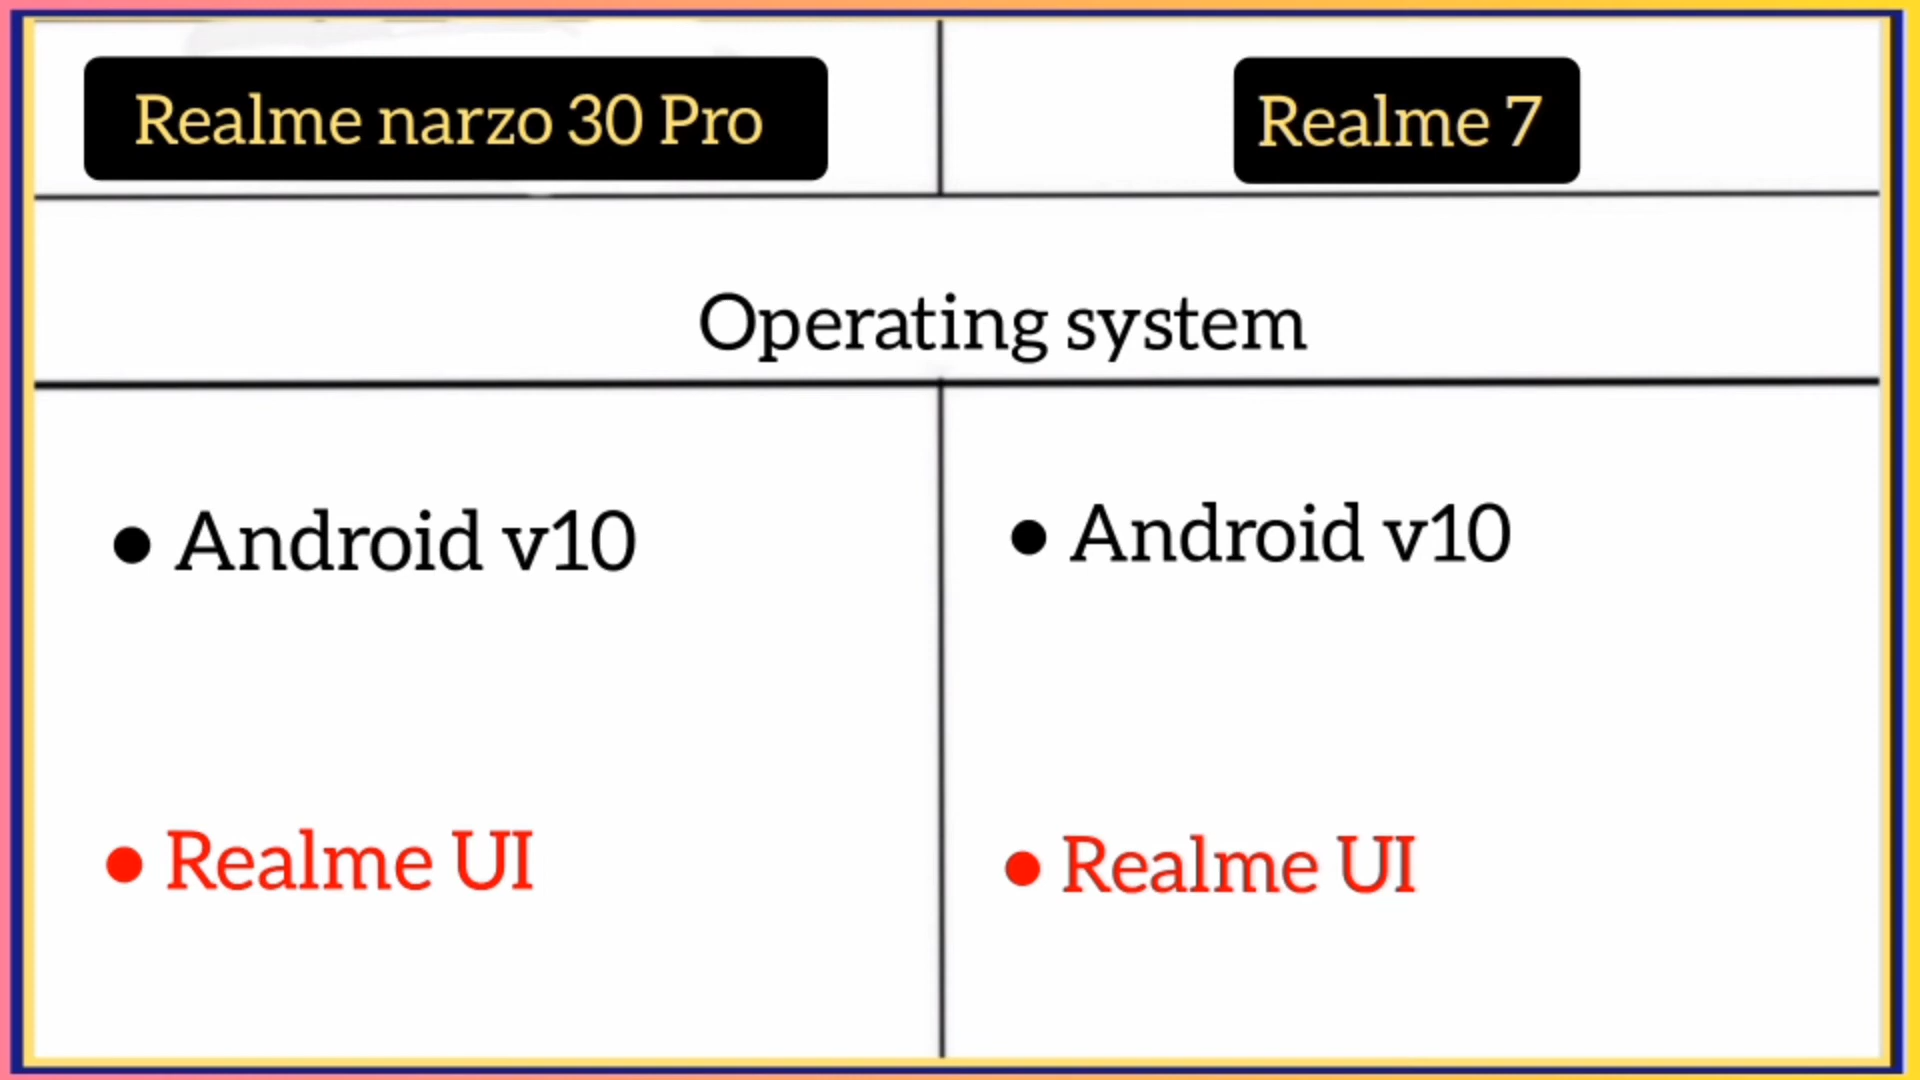 Realme narzo 30 Pro
Realme 7
Operating system
• Android v10
• Android v10
• Realme UI
• Realme UI